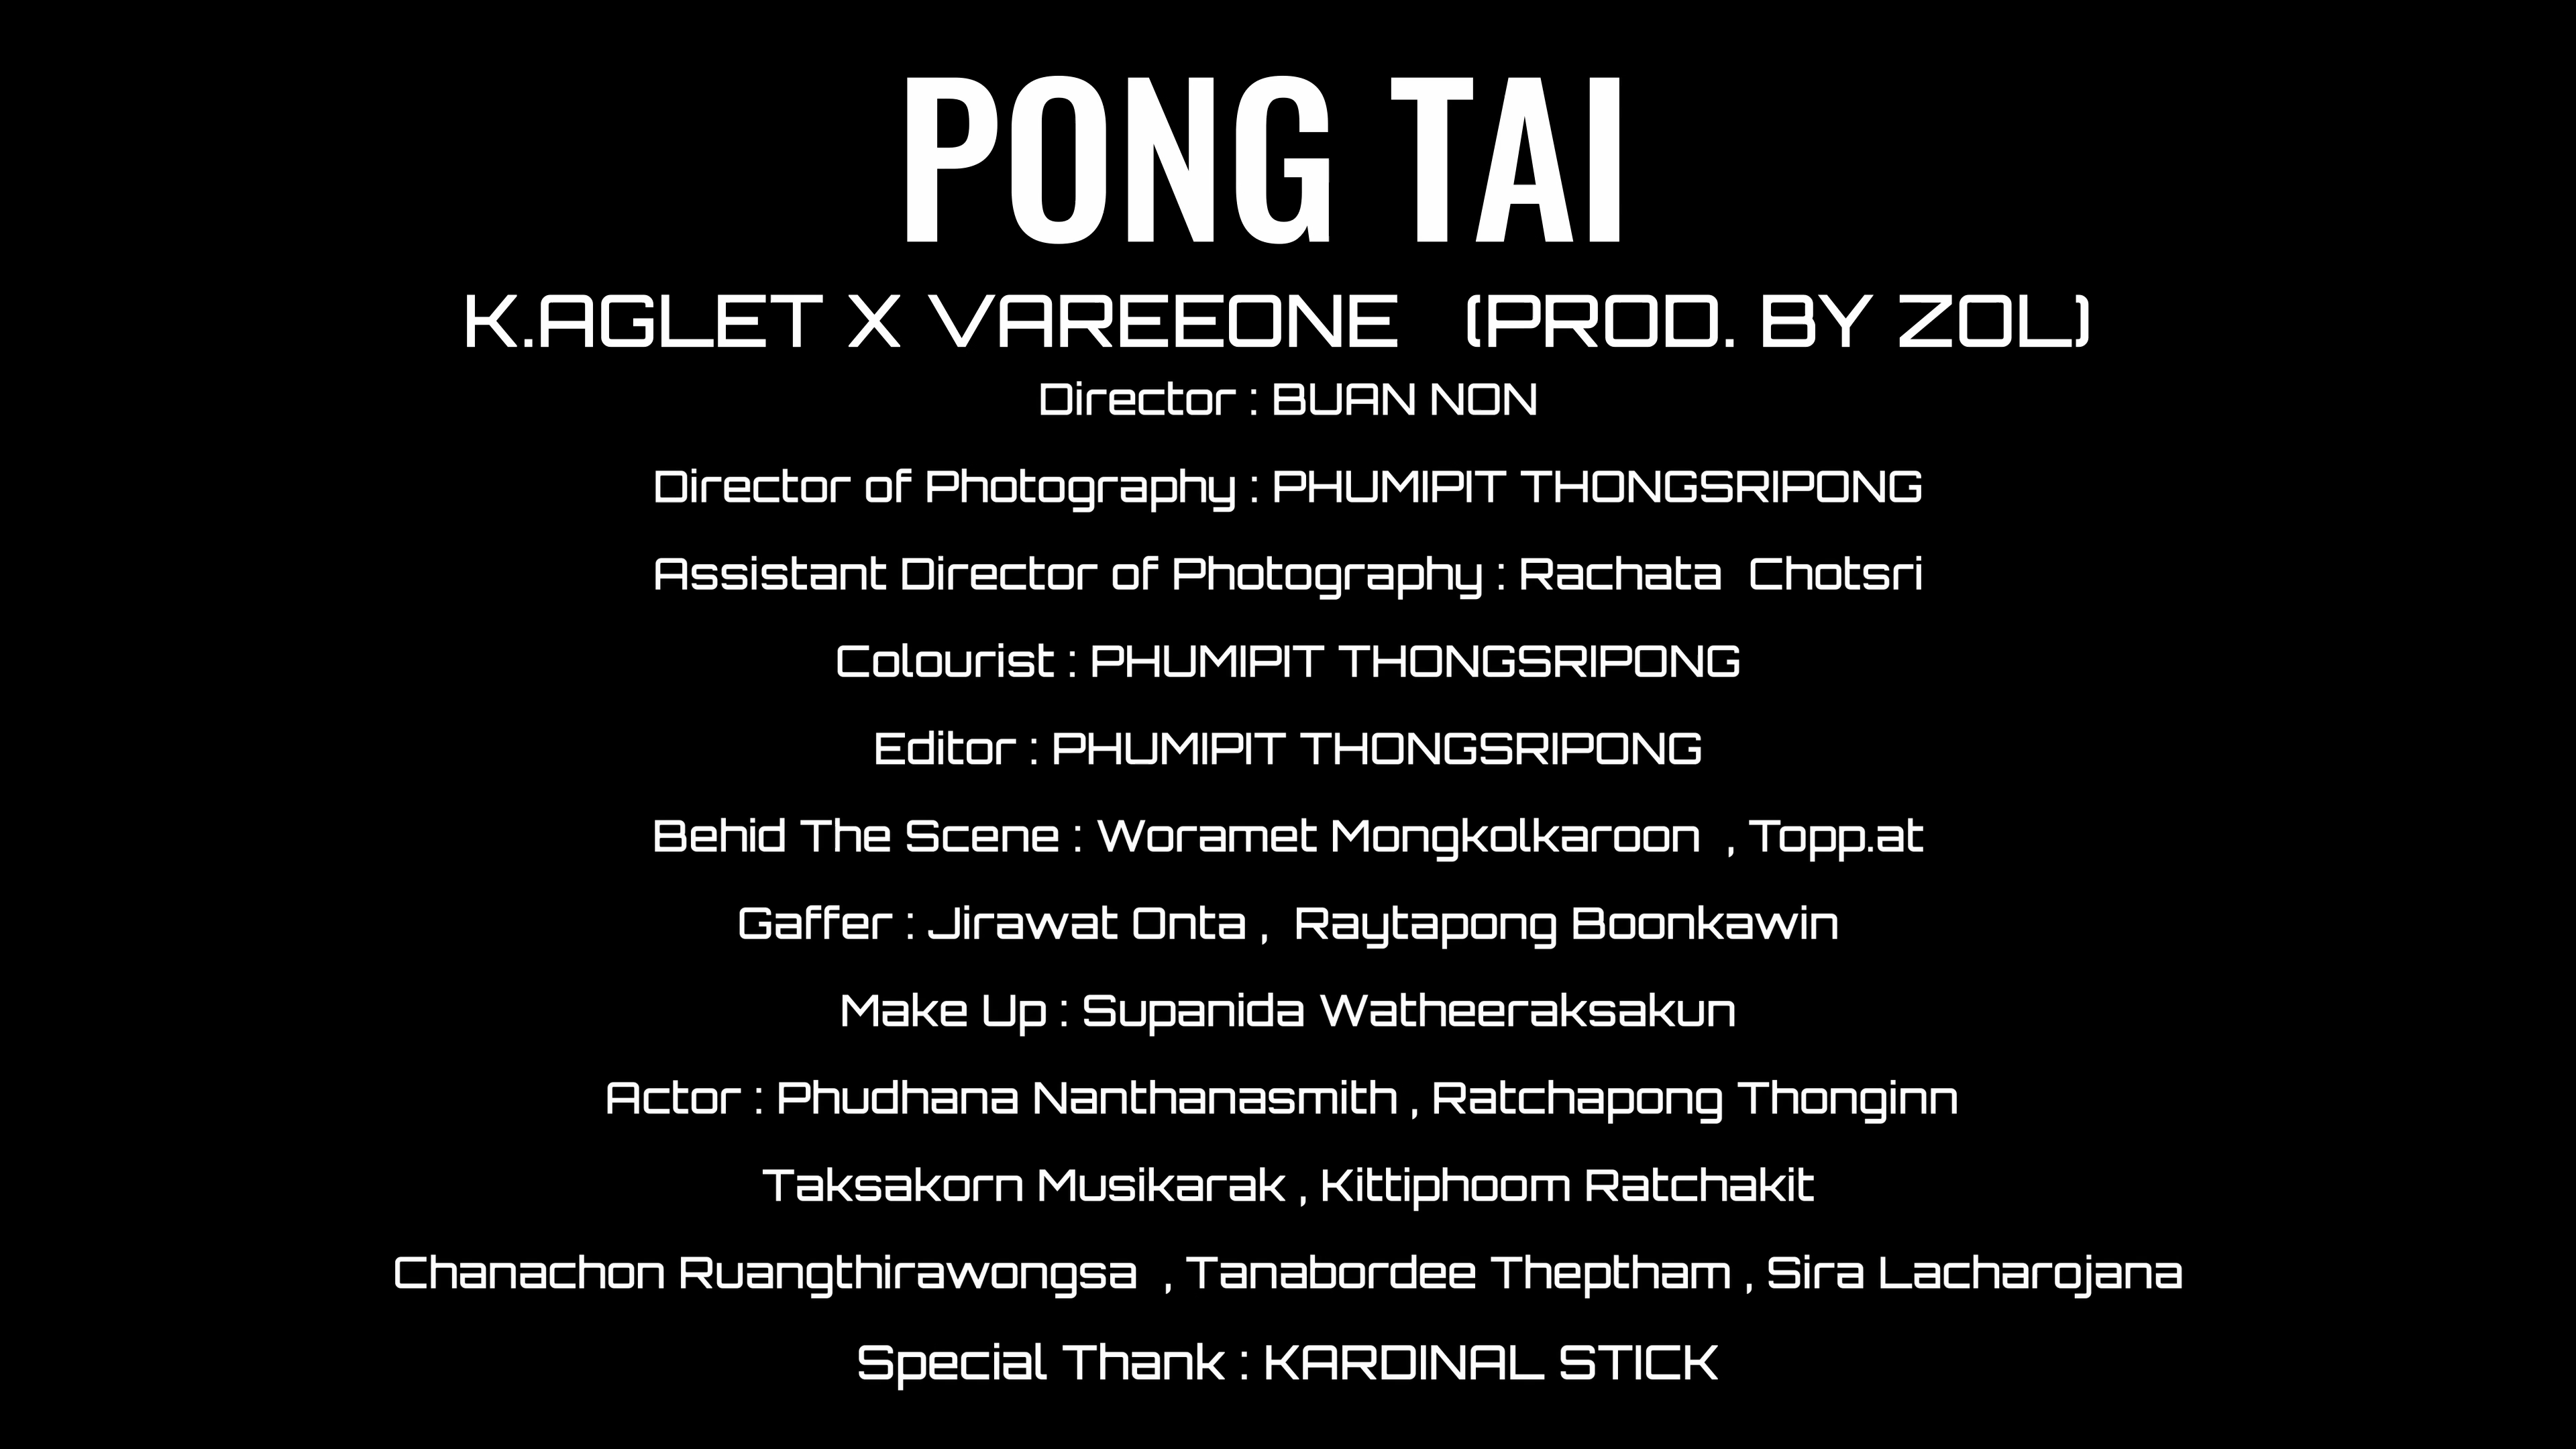 PONG TAI
K.AGLET X VAREEONE (PROD. BY ZOL)
Director : BUAN NON
Director of Photography : PHUMIPIT THONGSRIPONG
Assistant Director of Photography : Rachata Chotsri
Colourist : PHUMIPIT THONGSRIPONG
Editor : PHUMIPIT THONGSRIPONG
Behid The Scene : Woramet Mongkolkaroon , Topp.at
Gaffer : Jirawat Onta , Raytapong Boonkawin
Make Up : Supanida Watheeraksakun
Actor : Phudhana Nanthanasmith , Ratchapong Thonginn
Taksakorn Musikarak , Kittiphoom Ratchakit
Chanachon Ruangthirawongsa , Tanabordee Theptham , Sira Lacharojana
Special Thank : KARDINAL STICK